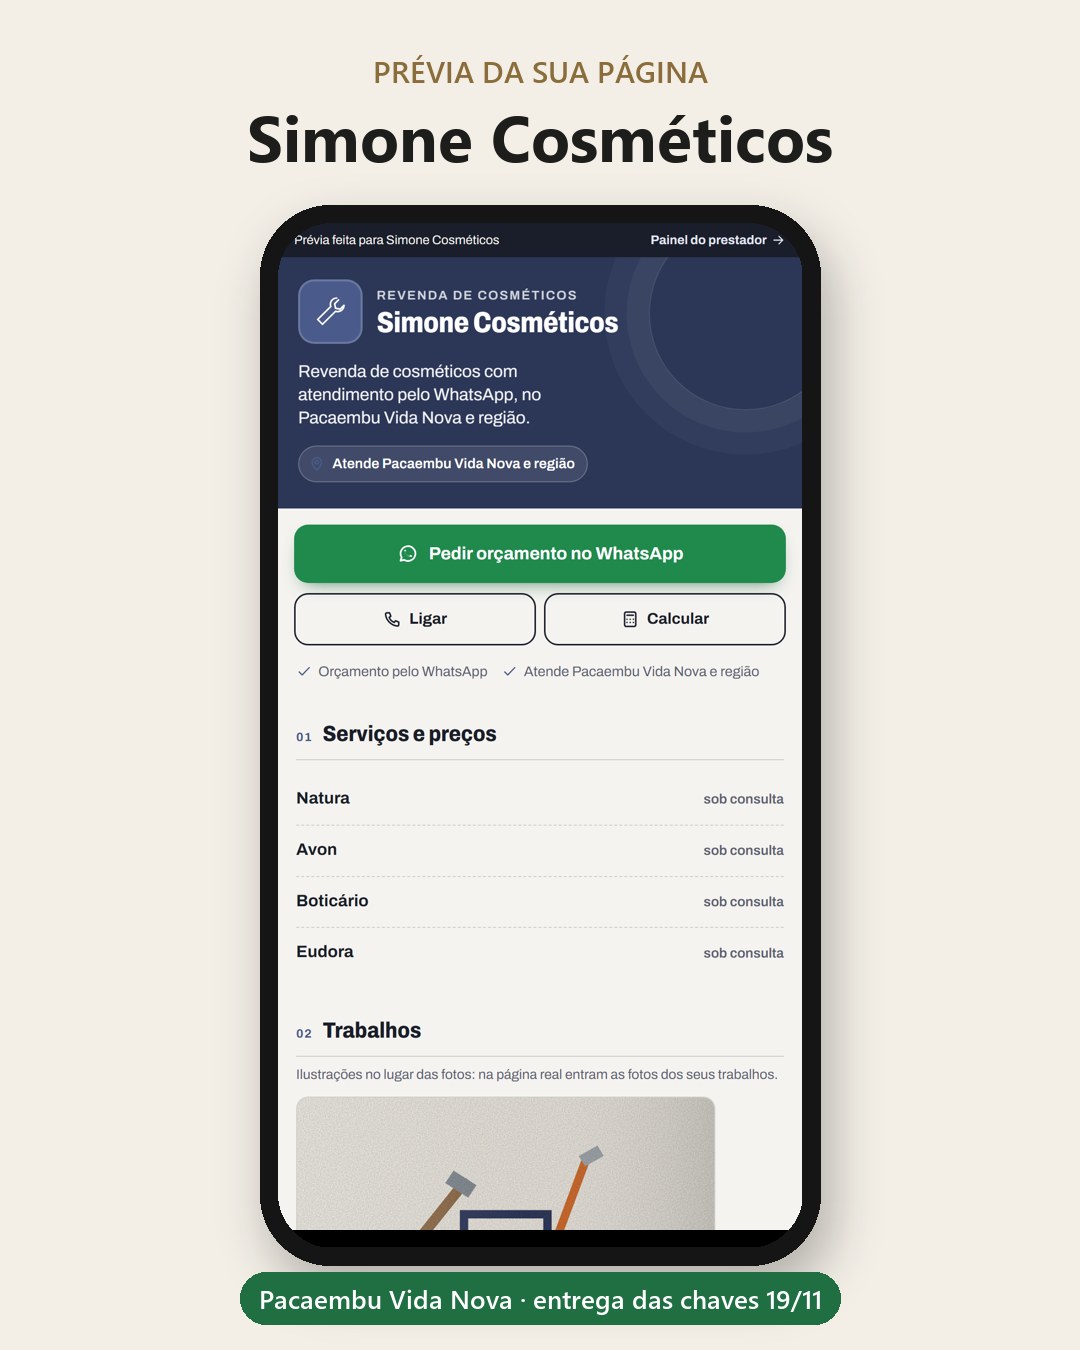 PRÉVIA DA SUA PÁGINA
Simone Cosméticos
Prévia feita para Simone Cosméticos
Painel do prestador →
REVENDA DE COSMÉTICOS
Simone Cosméticos
Revenda de cosméticos com
atendimento pelo WhatsApp, no
Pacaembu Vida Nova e região.
Atende Pacaembu Vida Nova e região
Pedir orçamento no WhatsApp
Ligar
Calcular
Orçamento pelo WhatsApp
Atende Pacaembu Vida Nova e região
01 Serviços e preços
Natura sob consulta
Avon sob consulta
Boticário sob consulta
Eudora sob consulta
02 Trabalhos
Ilustrações no lugar das fotos: na página real entram as fotos dos seus trabalhos.
Pacaembu Vida Nova · entrega das chaves 19/11